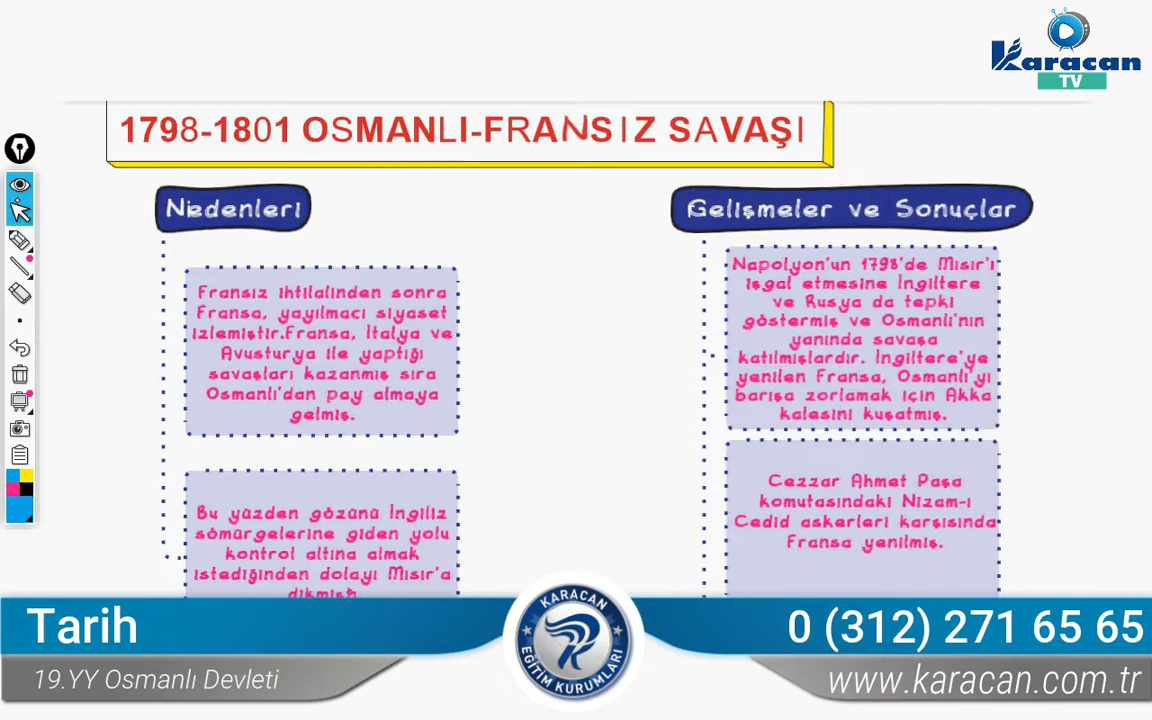 Karacan
TV
1798-1801 OSMANLI-FRANSIZ SAVAŞI
Nedenleri
Fransız ihtilalinden sonra
Fransa, yayılmacı siyaset
izlemiştir.Fransa, İtalya ve
Avusturya ile yaptığı
savaşları kazanmış sıra
Osmanlı'dan pay almaya
gelmiş.
Bu yüzden gözünü İngiliz
sömürgelerine giden yolu
kontrol altına almak
istediğinden dolayı Mısır'a
dikmiştir.
Gelişmeler ve Sonuçlar
Napolyon'un 1798'de Mısır'ı
işgal etmesine İngiltere
ve Rusya da tepki
göstermiş ve Osmanlı'nın
yanında savaşa
katılmışlardır. İngiltere'ye
yenilen Fransa, Osmanlı'yı
barışa zorlamak için Akka
kalesini kuşatmış.
Cezzar Ahmet Paşa
komutasındaki Nizam-ı
Cedid askerleri karşısında
Fransa yenilmiş.
Tarih
19.YY Osmanlı Devleti
KARACAN
EĞİTİM KURUMLARI
0 (312) 271 65 65
www.karacan.com.tr